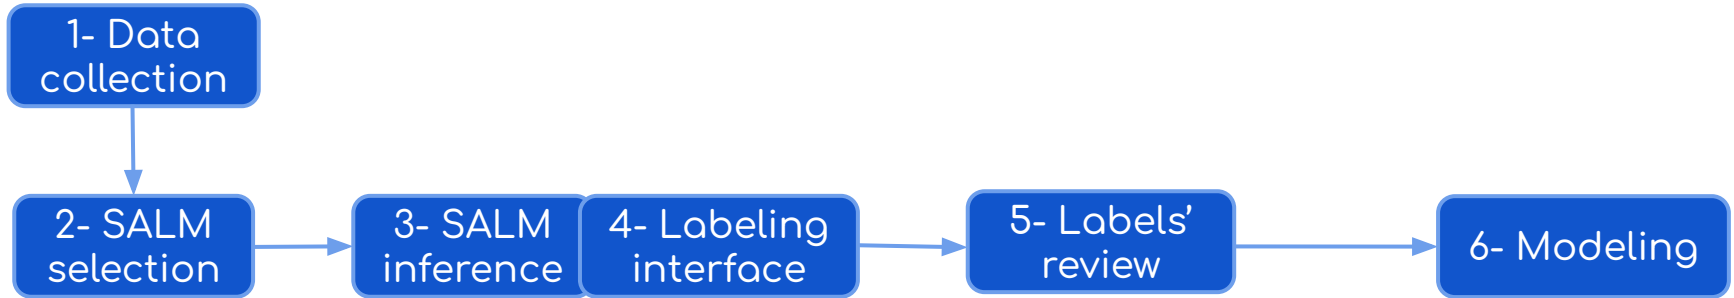 1- Data
collection
2- SALM
selection
3- SALM
inference
4- Labeling
interface
5- Labels’
review
6- Modeling